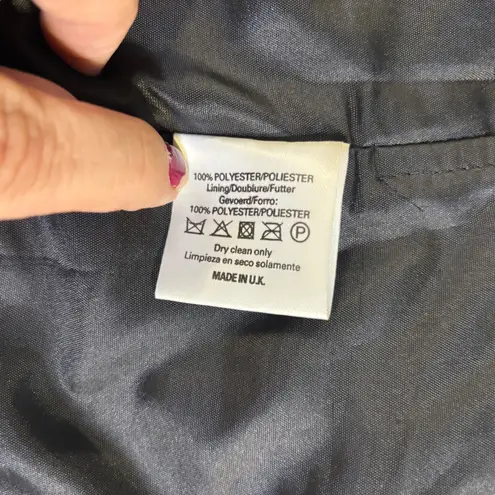 100% POLYESTER/POLIESTER
Lining/Doublure/Futter
Gevoerd/Forro:
100% POLYESTER/POLIESTER
P
Dry clean only
Limpieza en seco solamente
MADE IN U.K.